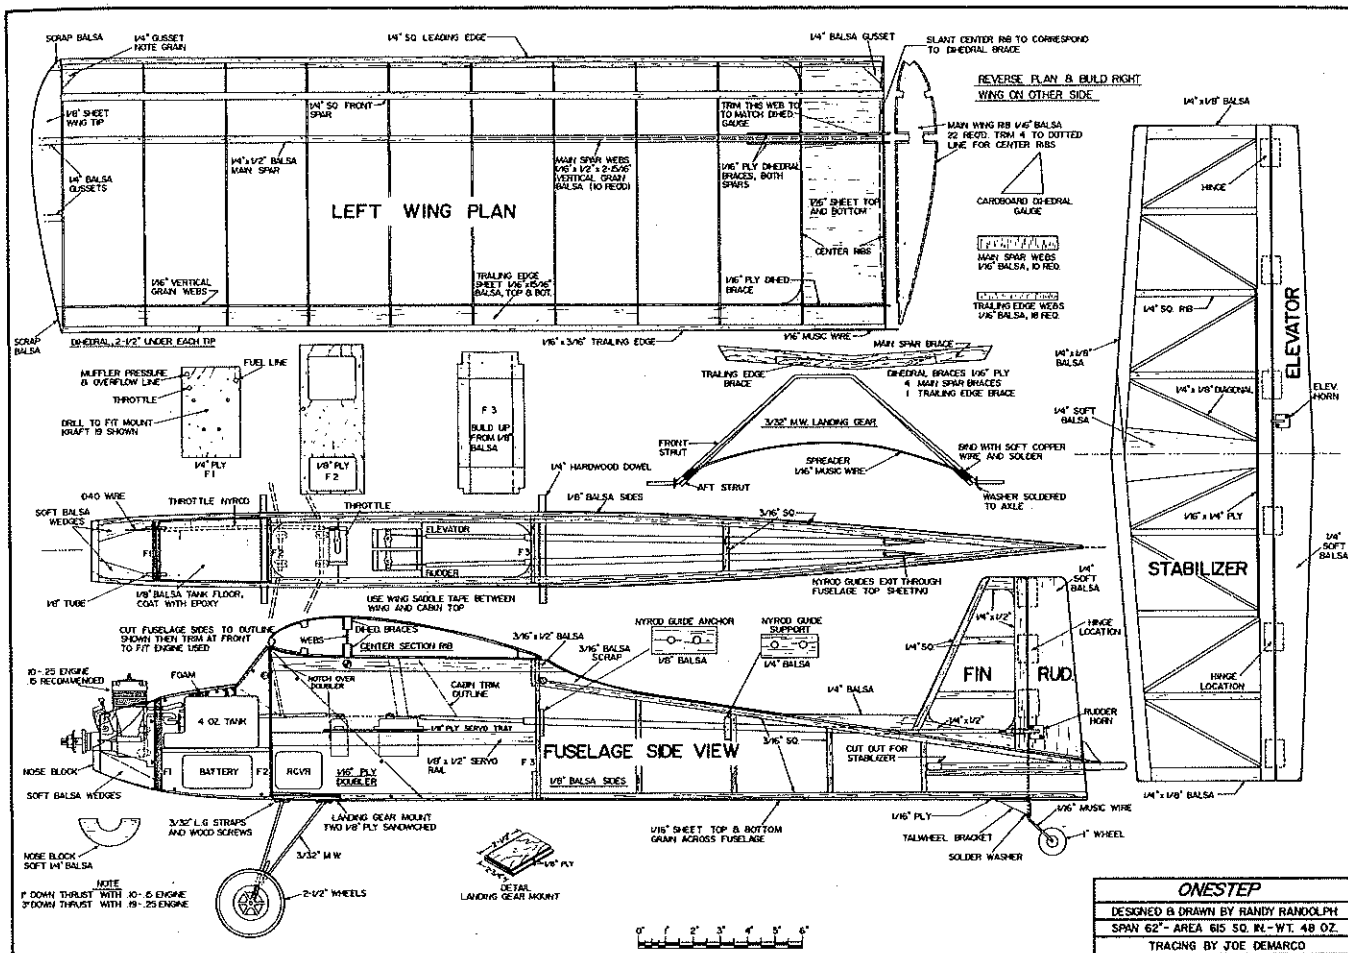 SCRAP BALSA
1/4" GUSSET
NOTE GRAIN
1/4" SQ LEADING EDGE
1/4" BALSA GUSSET
SLANT CENTER RIB TO CORRESPOND
TO DIHEDRAL BRACE
REVERSE PLAN & BUILD RIGHT
WING ON OTHER SIDE
1/4" x 1/8" BALSA
1/8" SHEET
WING TIP
1/4" SQ FRONT
SPAR
TRIM THIS WEB TO
TO MATCH DIHED.
GAUGE
MAIN WING RIB 1/16" BALSA
22 REQ'D. TRIM 4 TO DOTTED
LINE FOR CENTER RIBS
1/4" BALSA
GUSSETS
1/4" x 1/2" BALSA
MAIN SPAR
MAIN SPAR WEBS
1/16" x 1/2" x 2-15/16"
VERTICAL GRAIN
BALSA (10 REQD)
1/16" PLY DIHEDRAL
BRACES, BOTH
SPARS
HINGE
CARDBOARD DIHEDRAL
GAUGE
LEFT WING PLAN
1/16" SHEET TOP
AND BOTTOM
CENTER RIBS
MAIN SPAR WEBS
1/16" BALSA, 10 REQ.
1/16" VERTICAL
GRAIN WEBS
TRAILING EDGE
SHEET 1/16" x 15/16"
BALSA, TOP & BOT.
1/16" PLY DIHED.
BRACE
TRAILING EDGE WEBS
1/16" BALSA, 18 REQ.
1/4" SQ. RIB
ELEVATOR
SCRAP
BALSA
DIHEDRAL, 2-1/2" UNDER EACH TIP
1/16" x 3/16" TRAILING EDGE
1/16" MUSIC WIRE
MAIN SPAR BRACE
1/4" x 1/8"
BALSA
MUFFLER PRESSURE
& OVERFLOW LINE
FUEL LINE
THROTTLE
DRILL TO FIT MOUNT
KRAFT 19 SHOWN
1/4" PLY
F1
1/8" PLY
F2
F 3
BUILD UP
FROM 1/8"
BALSA
TRAILING EDGE
BRACE
DIHEDRAL BRACES 1/16" PLY
4 MAIN SPAR BRACES
1 TRAILING EDGE BRACE
1/4" x 1/8" DIAGONAL
ELEV.
HORN
1/4" SOFT
BALSA
3/32" M.W. LANDING GEAR
FRONT
STRUT
SPREADER
1/16" MUSIC WIRE
BIND WITH SOFT COPPER
WIRE AND SOLDER
AFT STRUT
WASHER SOLDERED
TO AXLE
1/4" HARDWOOD DOWEL
1/8" BALSA SIDES
.040 WIRE
THROTTLE NYROD
THROTTLE
SOFT BALSA
WEDGES
ELEVATOR
RUDDER
F1
F2
F3
3/16" SQ.
1/16" x 1/4" PLY
1/4"
SOFT
BALSA
STABILIZER
1/8" TUBE
1/8" BALSA TANK FLOOR,
COAT WITH EPOXY
USE WING SADDLE TAPE BETWEEN
WING AND CABIN TOP
NYROD GUIDES EXIT THROUGH
FUSELAGE TOP SHEETING
1/4"
SOFT
BALSA
CUT FUSELAGE SIDES TO OUTLINE
SHOWN THEN TRIM AT FRONT
TO FIT ENGINE USED
WEBS
DIHED. BRACES
CENTER SECTION RIB
3/16" x 1/2" BALSA
3/16" BALSA
SCRAP
NYROD GUIDE ANCHOR
1/8" BALSA
NYROD GUIDE
SUPPORT
1/4" BALSA
1/4" x 1/2"
1/4" SQ.
HINGE
LOCATION
FIN
RUD.
HINGE
LOCATION
10-.25 ENGINE
.15 RECOMMENDED
FOAM
4 OZ. TANK
NOTCH OVER
DOUBLER
CABIN TRIM
OUTLINE
1/4" BALSA
1/4" x 1/2"
RUDDER
HORN
1/8" PLY SERVO TRAY
FUSELAGE SIDE VIEW
3/16" SQ.
CUT OUT FOR
STABILIZER
NOSE BLOCK
F1
BATTERY
F2
RCVR
1/16" PLY
DOUBLER
1/8" x 1/2" SERVO
RAIL
F 3
1/8" BALSA SIDES
SOFT BALSA WEDGES
1/4" x 1/8" BALSA
3/32" L.G. STRAPS
AND WOOD SCREWS
LANDING GEAR MOUNT
TWO 1/8" PLY SANDWICHED
1/16" SHEET TOP & BOTTOM
GRAIN ACROSS FUSELAGE
1/16" PLY
TAILWHEEL BRACKET
1/16" MUSIC WIRE
1" WHEEL
SOLDER WASHER
NOSE BLOCK
SOFT 1/4" BALSA
3/32" M.W.
2-1/2"
2-3/4"
1/8" PLY
DETAIL
LANDING GEAR MOUNT
NOTE
1° DOWN THRUST WITH .10-.15 ENGINE
3° DOWN THRUST WITH .19-.25 ENGINE
2-1/2" WHEELS
0" 1" 2" 3" 4" 5" 6"
ONESTEP
DESIGNED & DRAWN BY RANDY RANDOLPH
SPAN 62"- AREA 615 SQ. IN.- WT. 48 OZ.
TRACING BY JOE DEMARCO